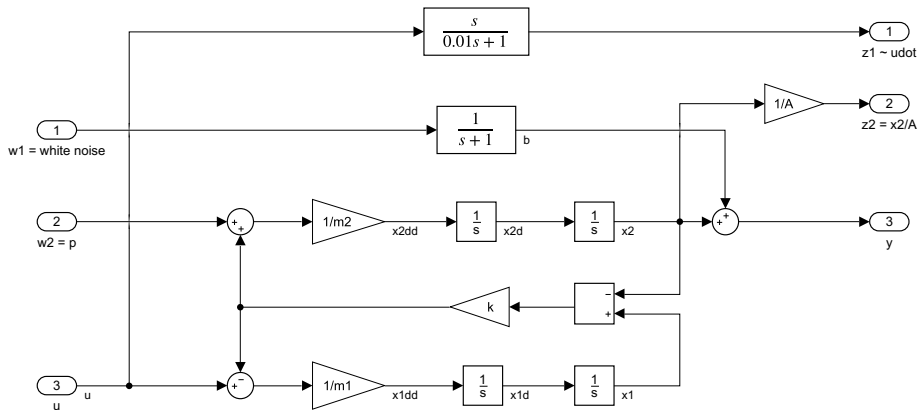 s
0.01s + 1
1
z1 ~ udot
1/A
2
z2 = x2/A
1
w1 = white noise
1
s + 1
b
2
w2 = p
+
+
1/m2
x2dd
1
s
x2d
1
s
x2
+
+
3
y
k
−
+
3
u
u
+
−
1/m1
x1dd
1
s
x1d
1
s
x1